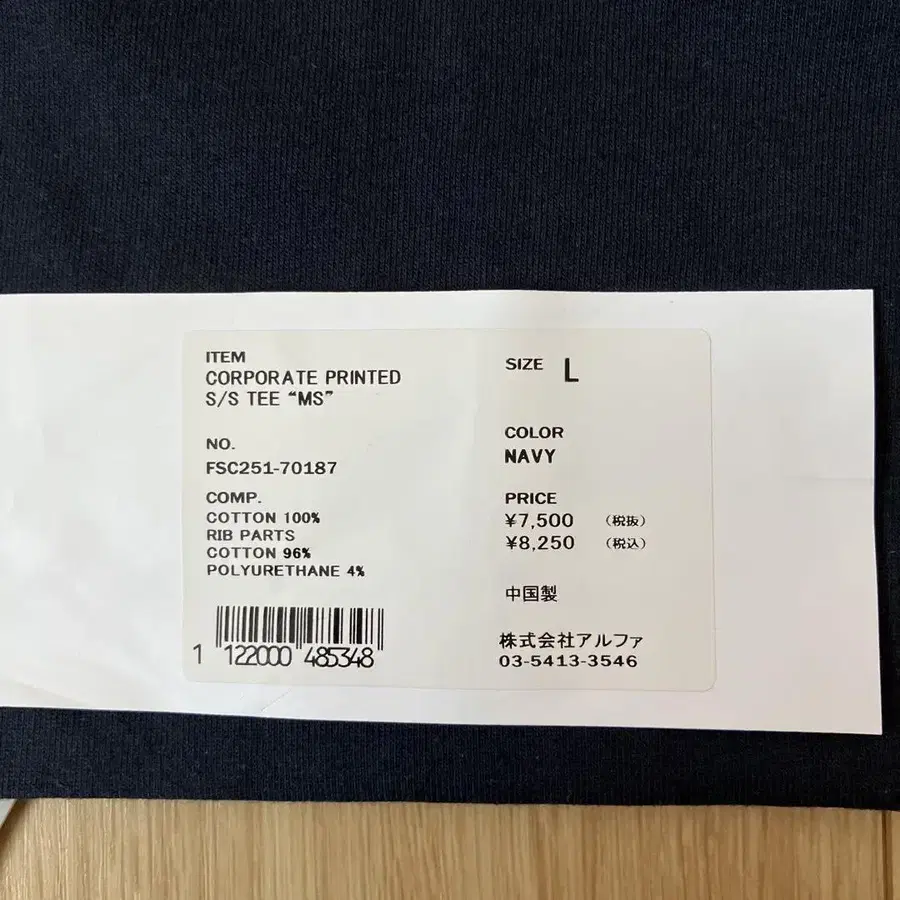 ITEM
CORPORATE PRINTED
S/S TEE “MS”
NO.
FSC251-70187
COMP.
COTTON 100%
RIB PARTS
COTTON 96%
POLYURETHANE 4%
1 122000 485348
SIZE L
COLOR
NAVY
PRICE
¥7,500 (税抜)
¥8,250 (税込)
中国製
株式会社アルファ
03-5413-3546